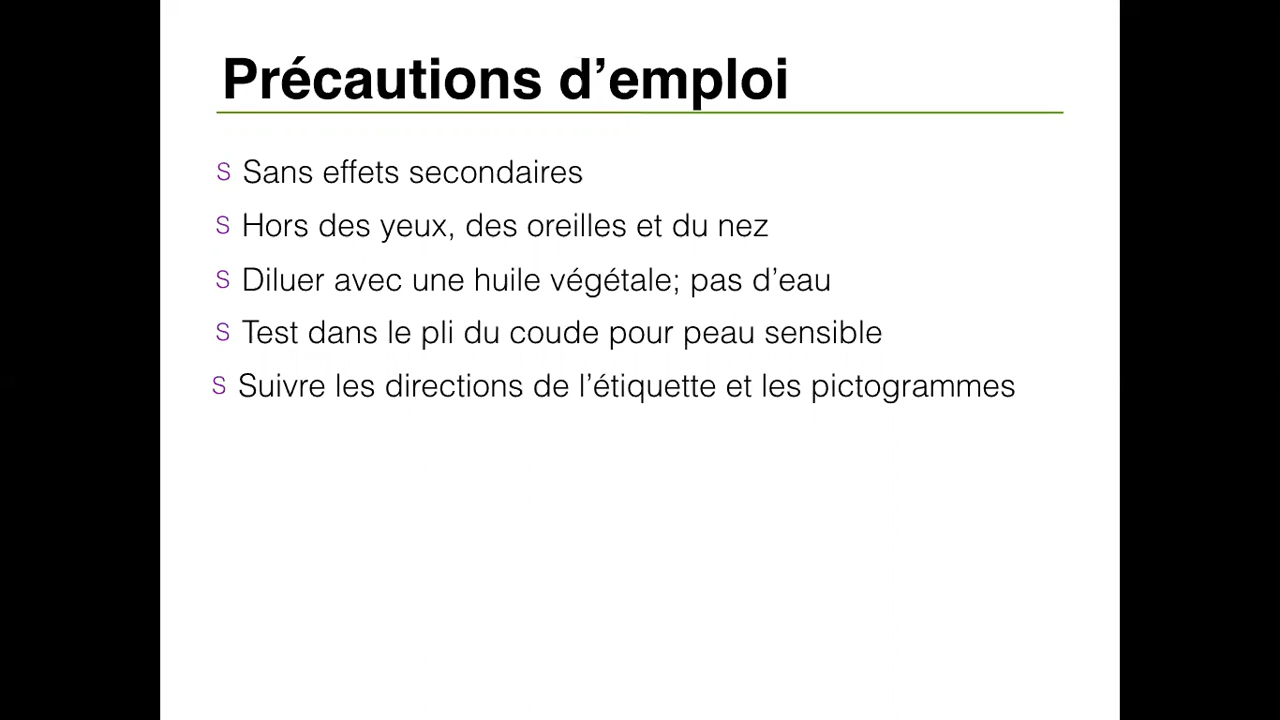 Précautions d’emploi
S Sans effets secondaires
S Hors des yeux, des oreilles et du nez
S Diluer avec une huile végétale; pas d’eau
S Test dans le pli du coude pour peau sensible
S Suivre les directions de l’étiquette et les pictogrammes